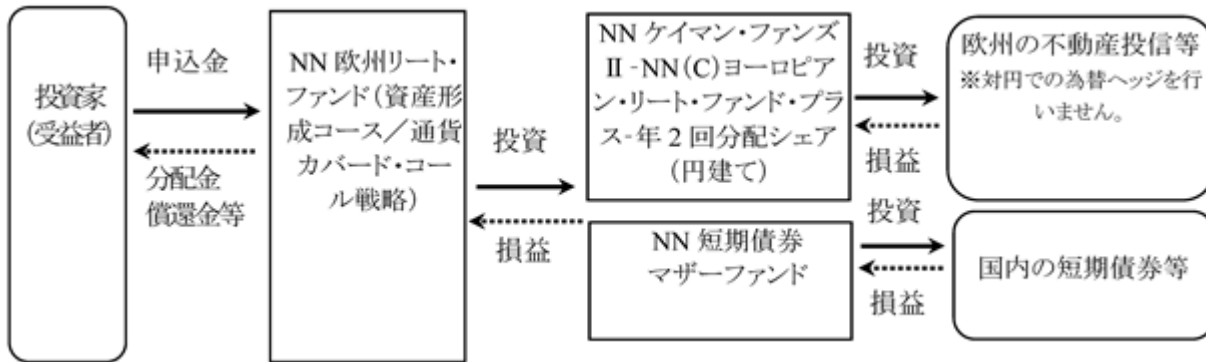 投資家
(受益者)
申込金
分配金
償還金等
NN 欧州リート・
ファンド(資産形
成コース／通貨
カバード・コー
ル戦略)
投資
損益
NN ケイマン・ファンズ
Ⅱ-NN(C)ヨーロピア
ン・リート・ファンド・プラ
ス-年２回分配シェア
(円建て)
NN 短期債券
マザーファンド
投資
損益
投資
損益
欧州の不動産投信等
※対円での為替ヘッジを行
いません。
国内の短期債券等